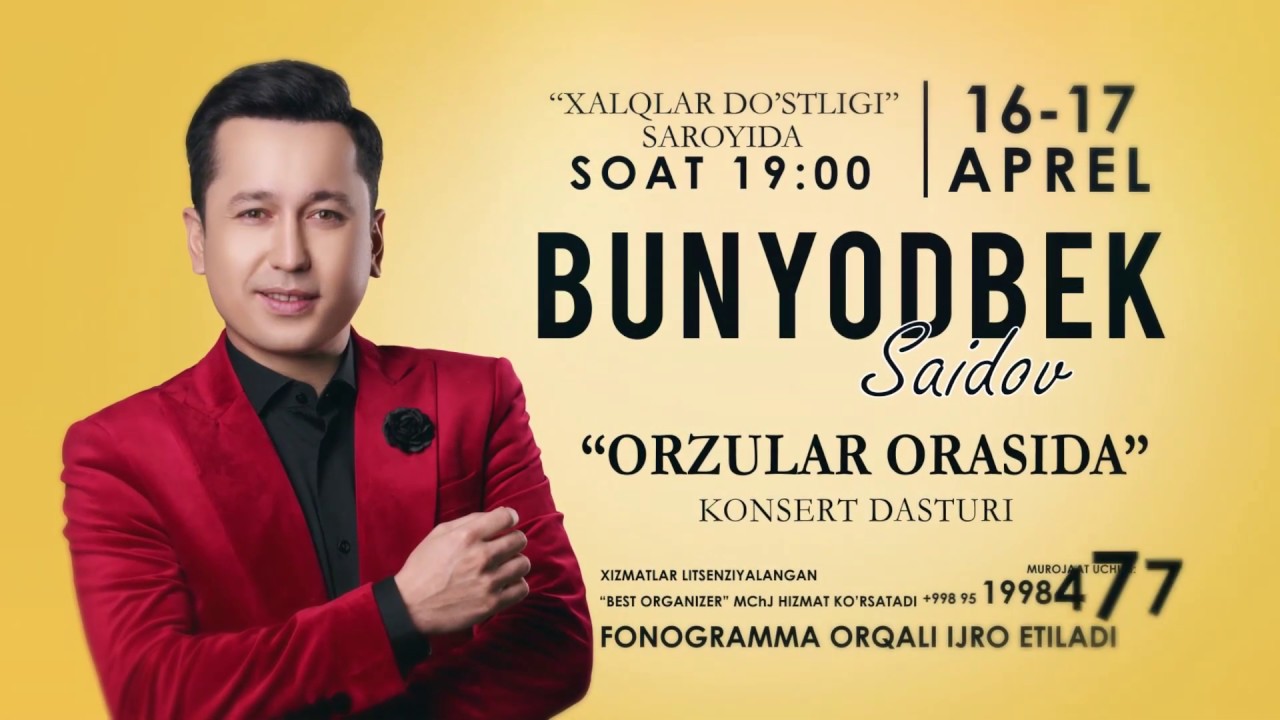 “XALQLAR DO’STLIGI”
SAROYIDA
SOAT 19:00
16-17
APREL
BUNYODBEK
Saidov
“ORZULAR ORASIDA”
KONSERT DASTURI
XIZMATLAR LITSENZIYALANGAN
“BEST ORGANIZER” MChJ HIZMAT KO’RSATADI
MUROJAAT
+998 95 1998477
FONOGRAMMA ORQALI IJRO ETILADI